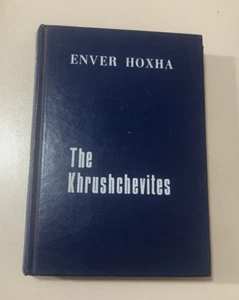 ENVER HOXHA
The
Khrushchevites